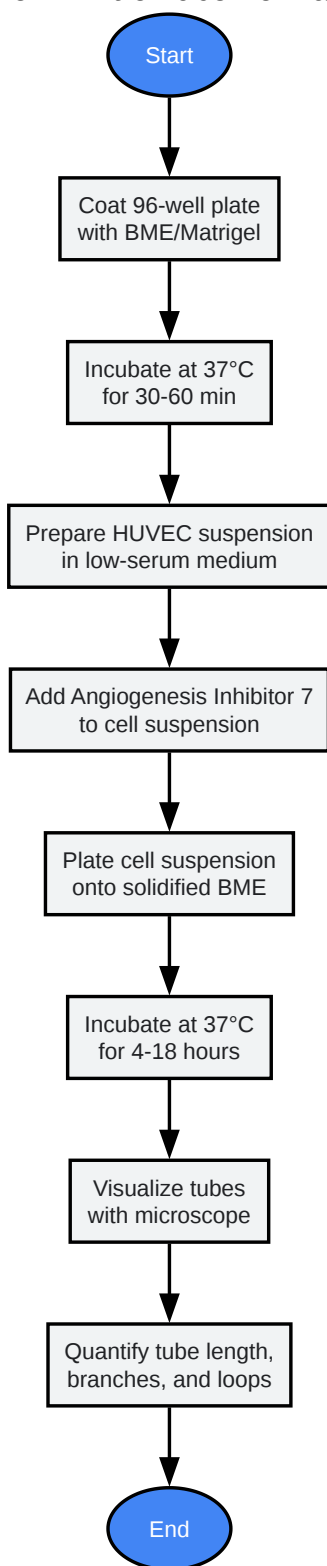 Start
Coat 96-well plate
with BME/Matrigel
Incubate at 37°C
for 30-60 min
Prepare HUVEC suspension
in low-serum medium
Add Angiogenesis Inhibitor 7
to cell suspension
Plate cell suspension
onto solidified BME
Incubate at 37°C
for 4-18 hours
Visualize tubes
with microscope
Quantify tube length,
branches, and loops
End